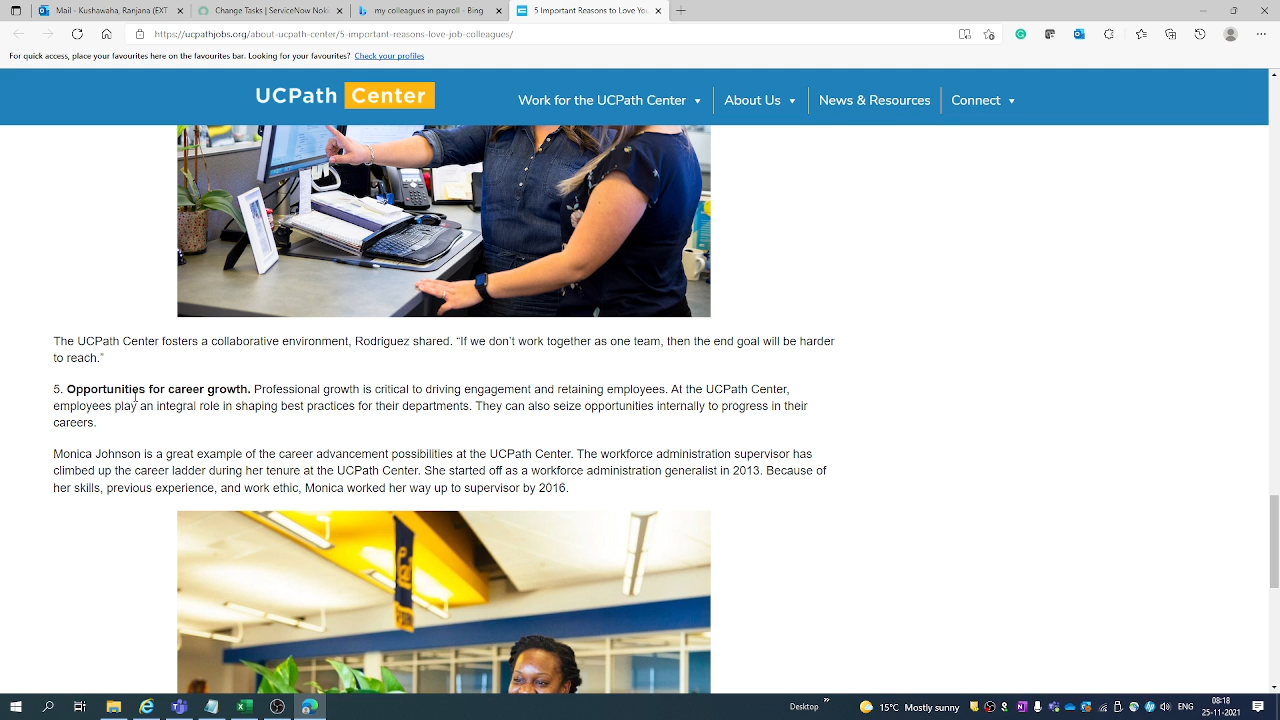 Mail - Kushwaha, Ranjana (EXT
Changing Status to Pending
Bing
5 Important Reasons to Love You
https://ucpathjobs.org/about-ucpath-center/5-important-reasons-love-job-colleagues/
For quick access, place your favourites here on the favourites bar. Looking for your favourites? Check your profiles
UCPath Center
Work for the UCPath Center
About Us
News & Resources
Connect
The UCPath Center fosters a collaborative environment, Rodriguez shared. “If we don’t work together as one team, then the end goal will be harder
to reach.”
5. Opportunities for career growth. Professional growth is critical to driving engagement and retaining employees. At the UCPath Center,
employees play an integral role in shaping best practices for their departments. They can also seize opportunities internally to progress in their
careers.
Monica Johnson is a great example of the career advancement possibilities at the UCPath Center. The workforce administration supervisor has
climbed up the career ladder during her tenure at the UCPath Center. She started off as a workforce administration generalist in 2013. Because of
her skills, previous experience, and work ethic, Monica worked her way up to supervisor by 2016.
Desktop
15°C Mostly sunny
ENG
08:18
25-11-2021